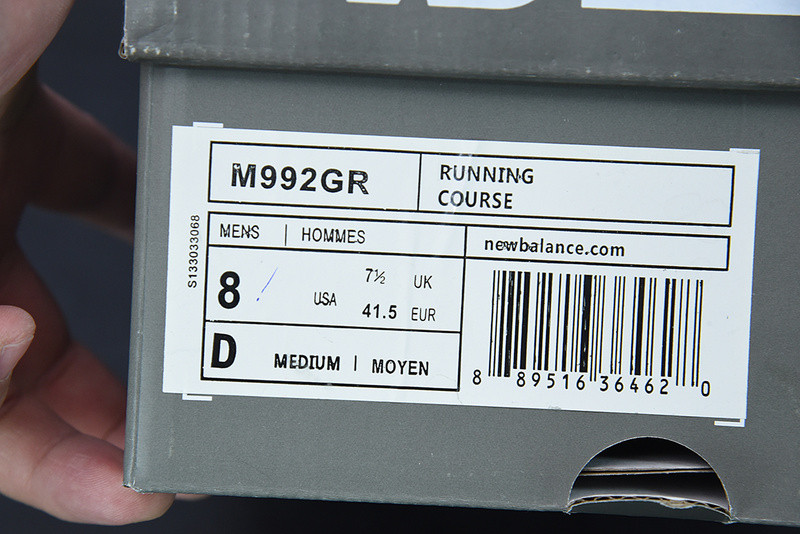 M992GR
RUNNING
COURSE
S133033068
MENS | HOMMES
newbalance.com
8
USA
7½ UK
41.5 EUR
D
MEDIUM | MOYEN
8 89516 36462 0